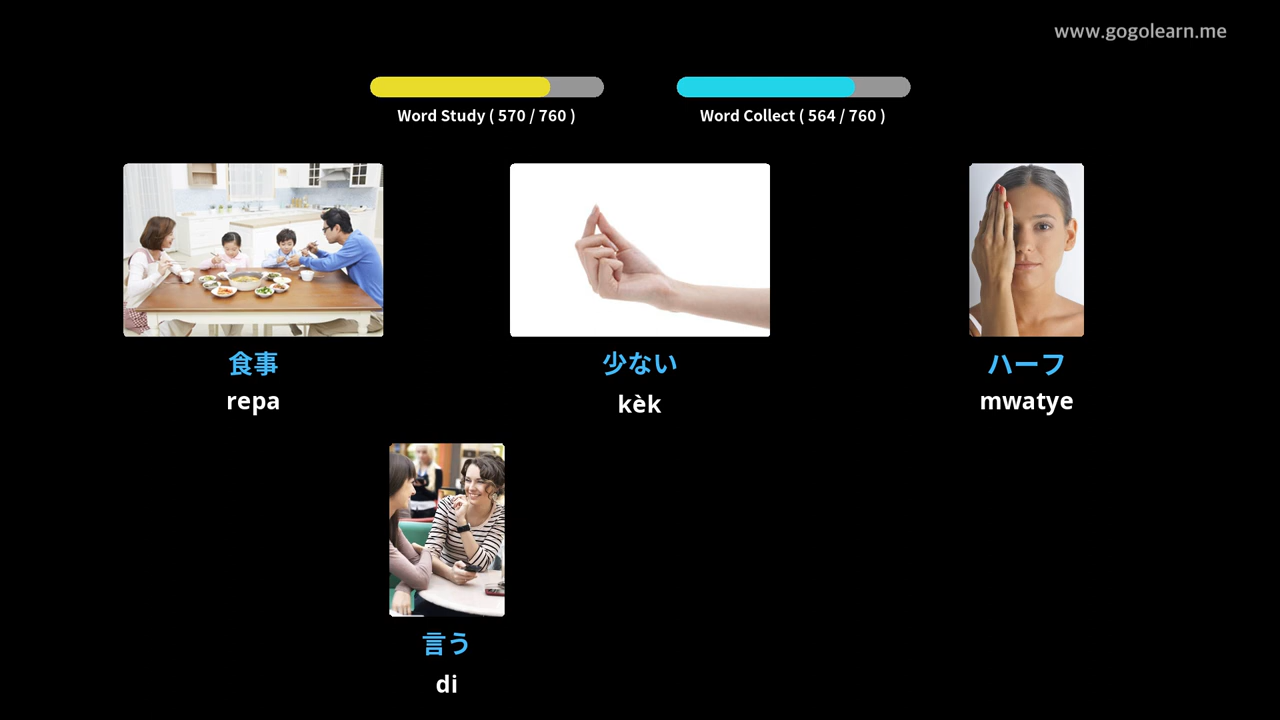 www.gogolearn.me
Word Study ( 570 / 760 )
Word Collect ( 564 / 760 )
食事
repa
少ない
kèk
ハーフ
mwatye
言う
di